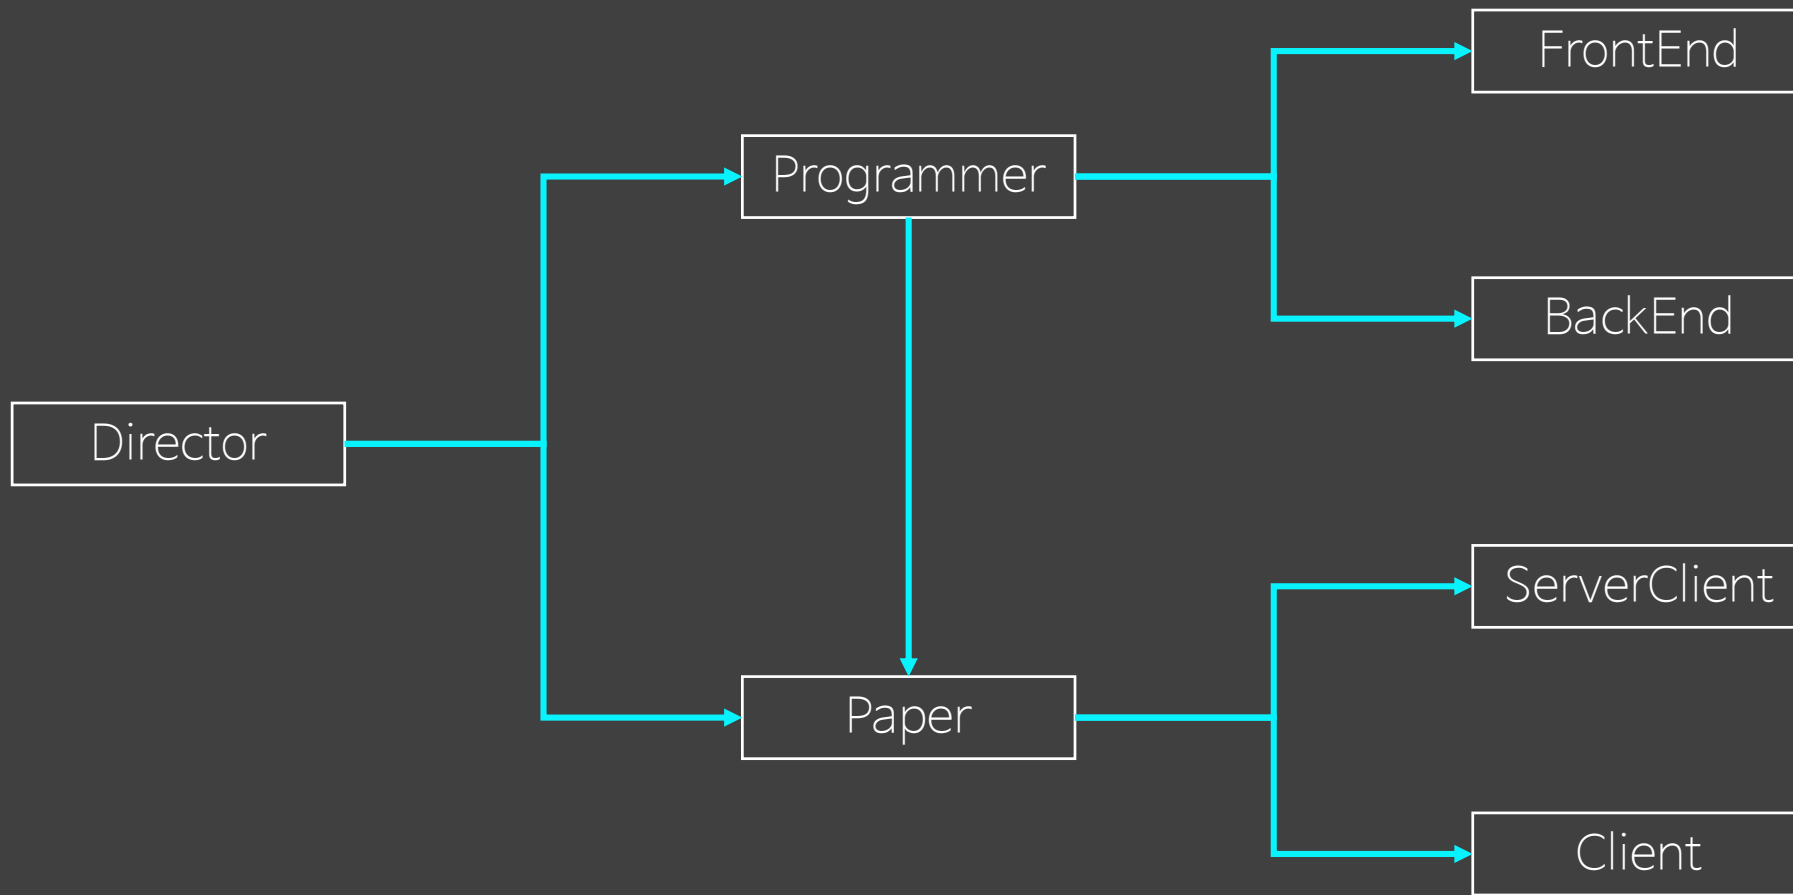 FrontEnd
Programmer
BackEnd
Director
ServerClient
Paper
Client